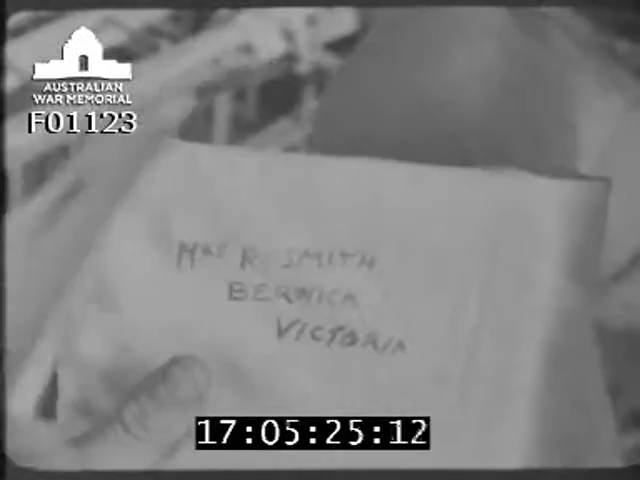 AUSTRALIAN
WAR MEMORIAL
F01123
Mrs R. SMITH
BERWICK
VICTORIA
17:05:25:12